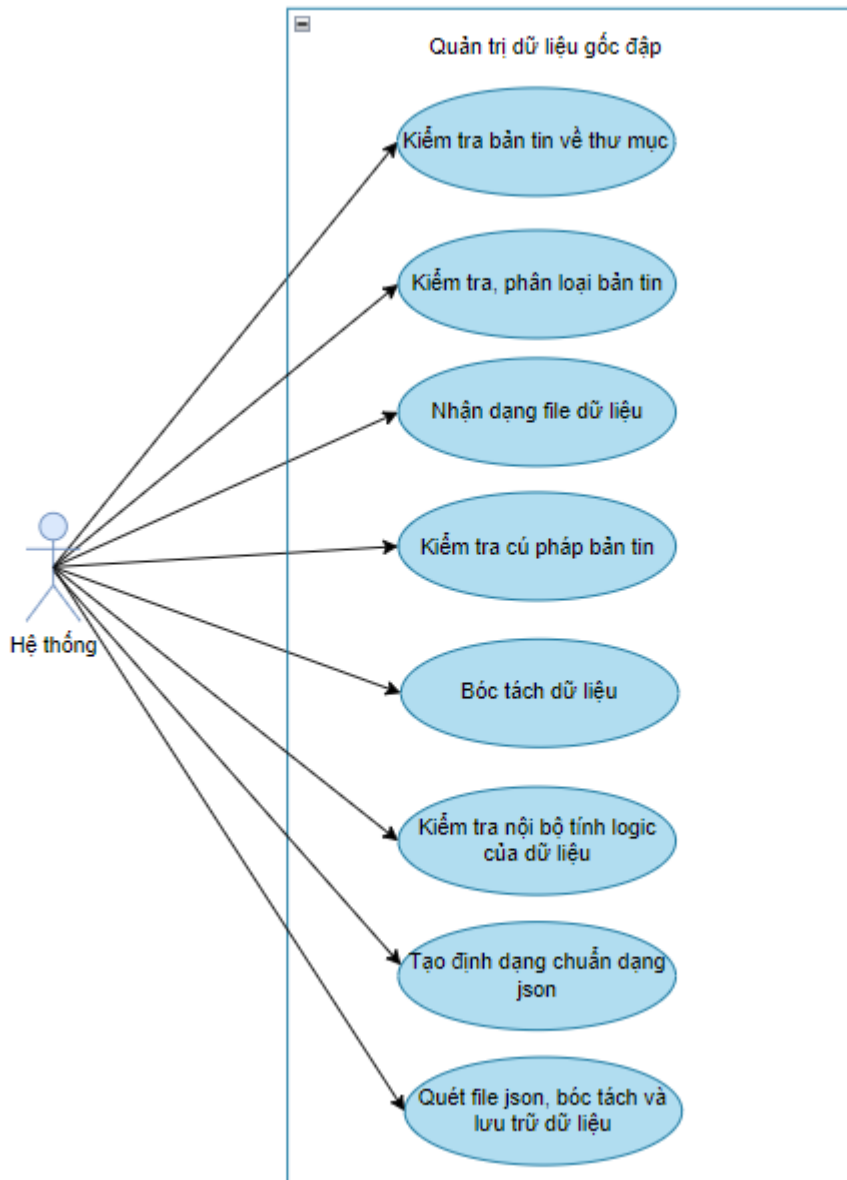 Quản trị dữ liệu gốc đập
Kiểm tra bản tin về thư mục
Kiểm tra, phân loại bản tin
Nhận dạng file dữ liệu
Kiểm tra cú pháp bản tin
Hệ thống
Bóc tách dữ liệu
Kiểm tra nội bộ tính logic
của dữ liệu
Tạo định dạng chuẩn dạng
json
Quét file json, bóc tách và
lưu trữ dữ liệu